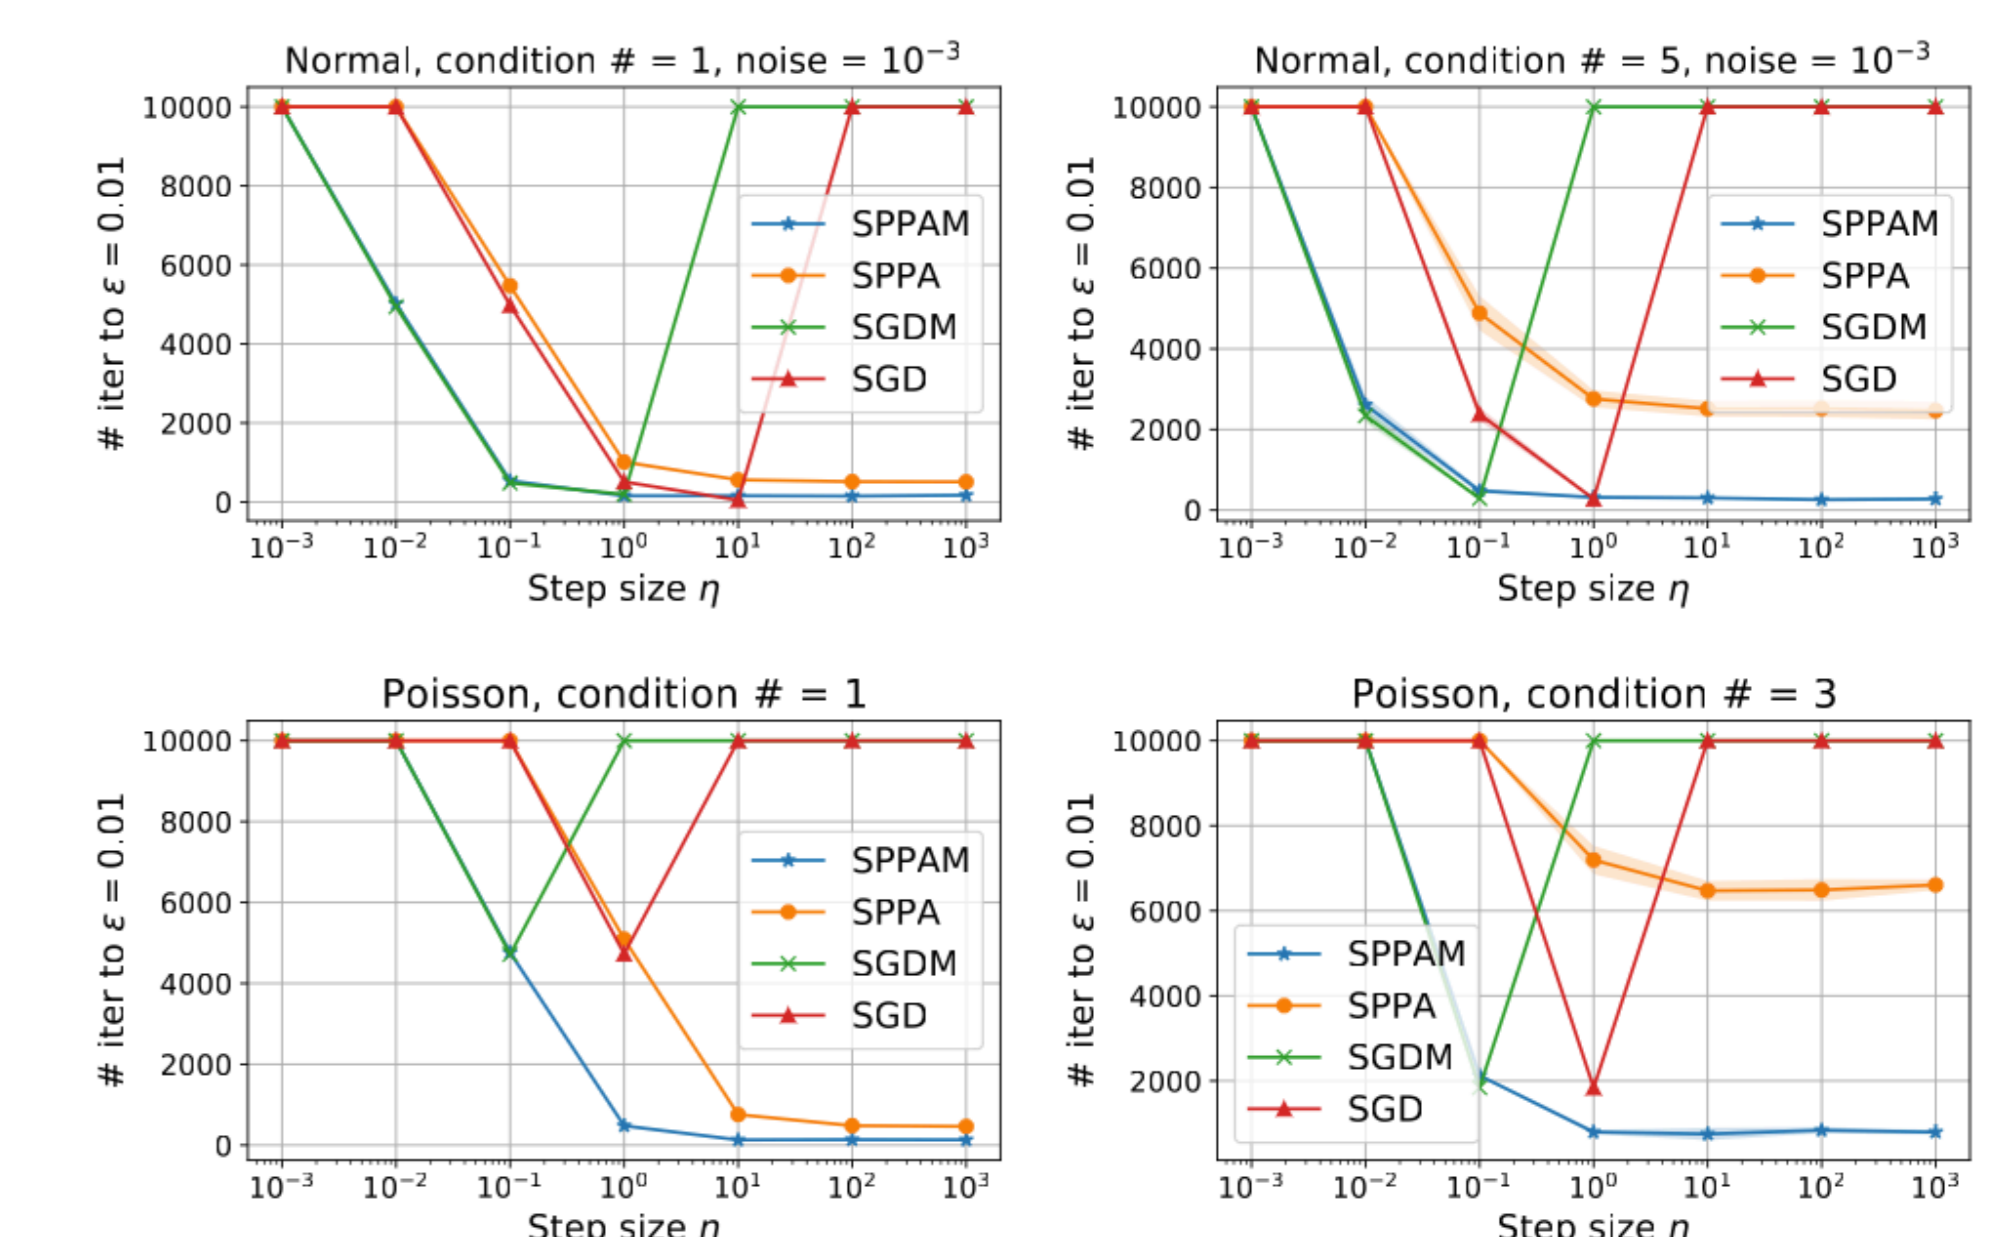 Normal, condition # = 1, noise = 10⁻³
# iter to ε = 0.01
10000
8000
6000
4000
2000
0
SPPAM
SPPA
SGDM
SGD
10⁻³ 10⁻² 10⁻¹ 10⁰ 10¹ 10² 10³
Step size η
Normal, condition # = 5, noise = 10⁻³
# iter to ε = 0.01
10000
8000
6000
4000
2000
0
SPPAM
SPPA
SGDM
SGD
10⁻³ 10⁻² 10⁻¹ 10⁰ 10¹ 10² 10³
Step size η
Poisson, condition # = 1
# iter to ε = 0.01
10000
8000
6000
4000
2000
0
SPPAM
SPPA
SGDM
SGD
10⁻³ 10⁻² 10⁻¹ 10⁰ 10¹ 10² 10³
Step size η
Poisson, condition # = 3
# iter to ε = 0.01
10000
8000
6000
4000
2000
SPPAM
SPPA
SGDM
SGD
10⁻³ 10⁻² 10⁻¹ 10⁰ 10¹ 10² 10³
Step size η